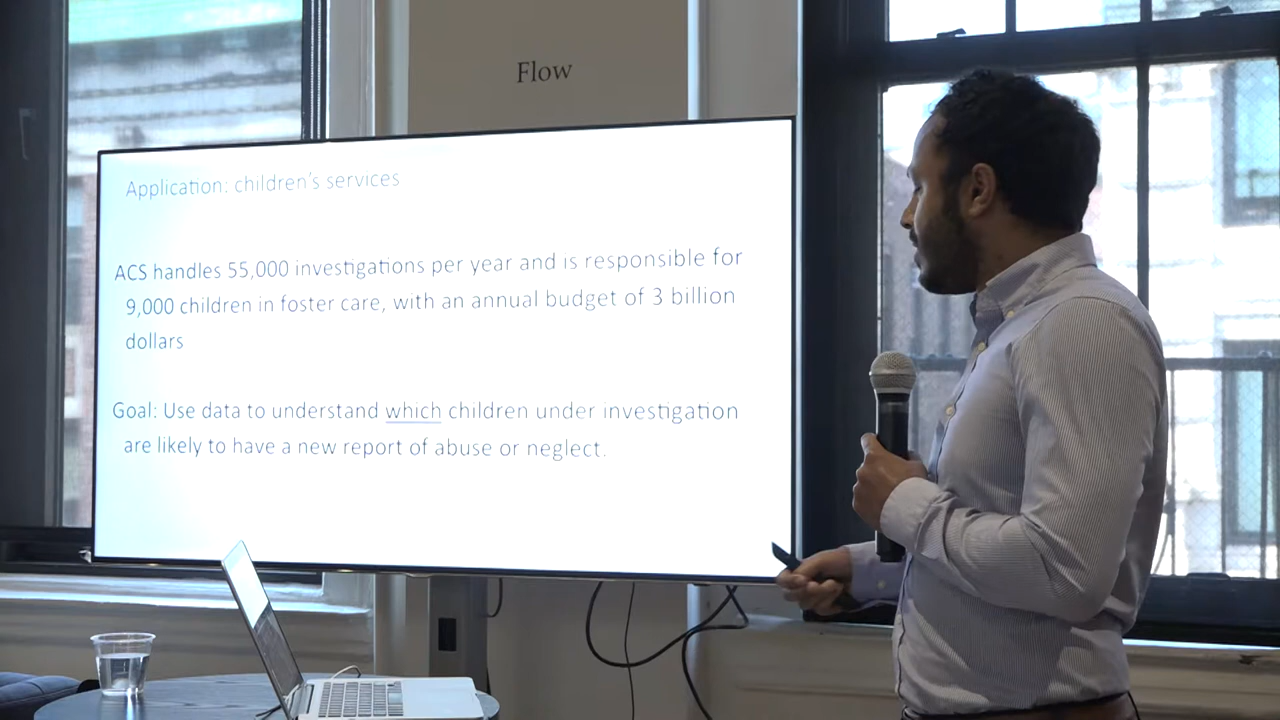 Flow
Application: children's services
ACS handles 55,000 investigations per year and is responsible for
9,000 children in foster care, with an annual budget of 3 billion
dollars
Goal: Use data to understand which children under investigation
are likely to have a new report of abuse or neglect.